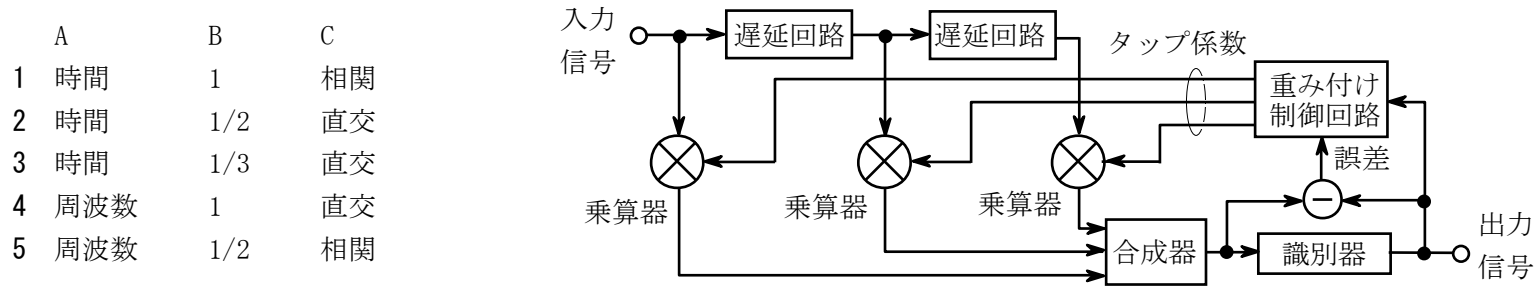 A B C
1 時間 1 相関
2 時間 1/2 直交
3 時間 1/3 直交
4 周波数 1 直交
5 周波数 1/2 相関
入力
信号
遅延回路
遅延回路
タップ係数
重み付け
制御回路
誤差
乗算器
乗算器
乗算器
合成器
識別器
出力
信号